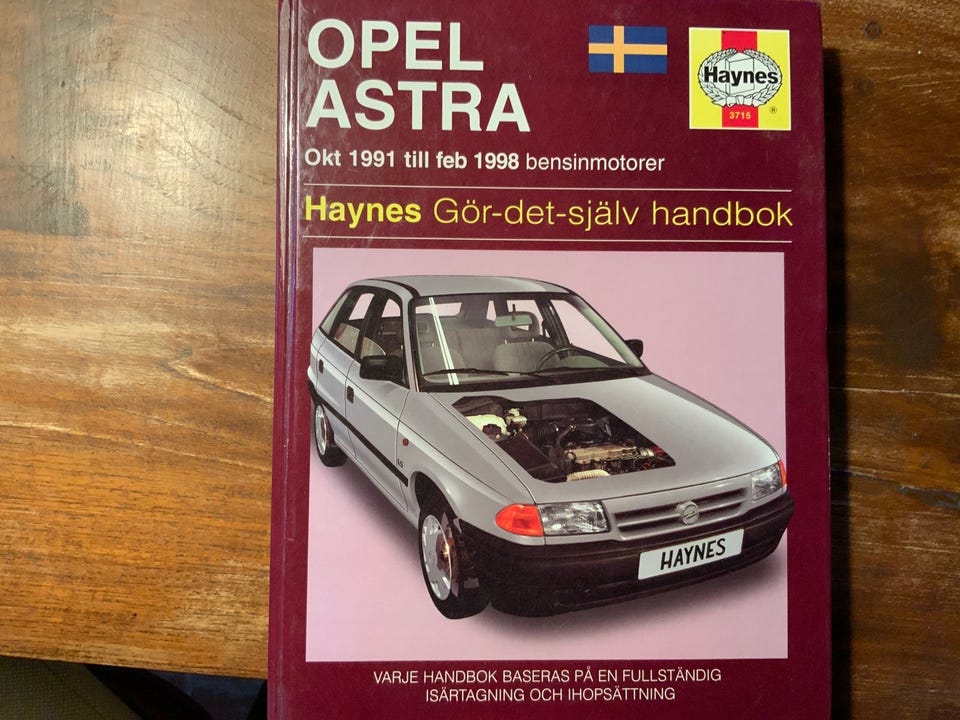 OPEL
ASTRA
Haynes
3715
®
Okt 1991 till feb 1998 bensinmotorer
Haynes Gör-det-själv handbok
HAYNES
VARJE HANDBOK BASERAS PÅ EN FULLSTÄNDIG
ISÄRTAGNING OCH IHOPSÄTTNING